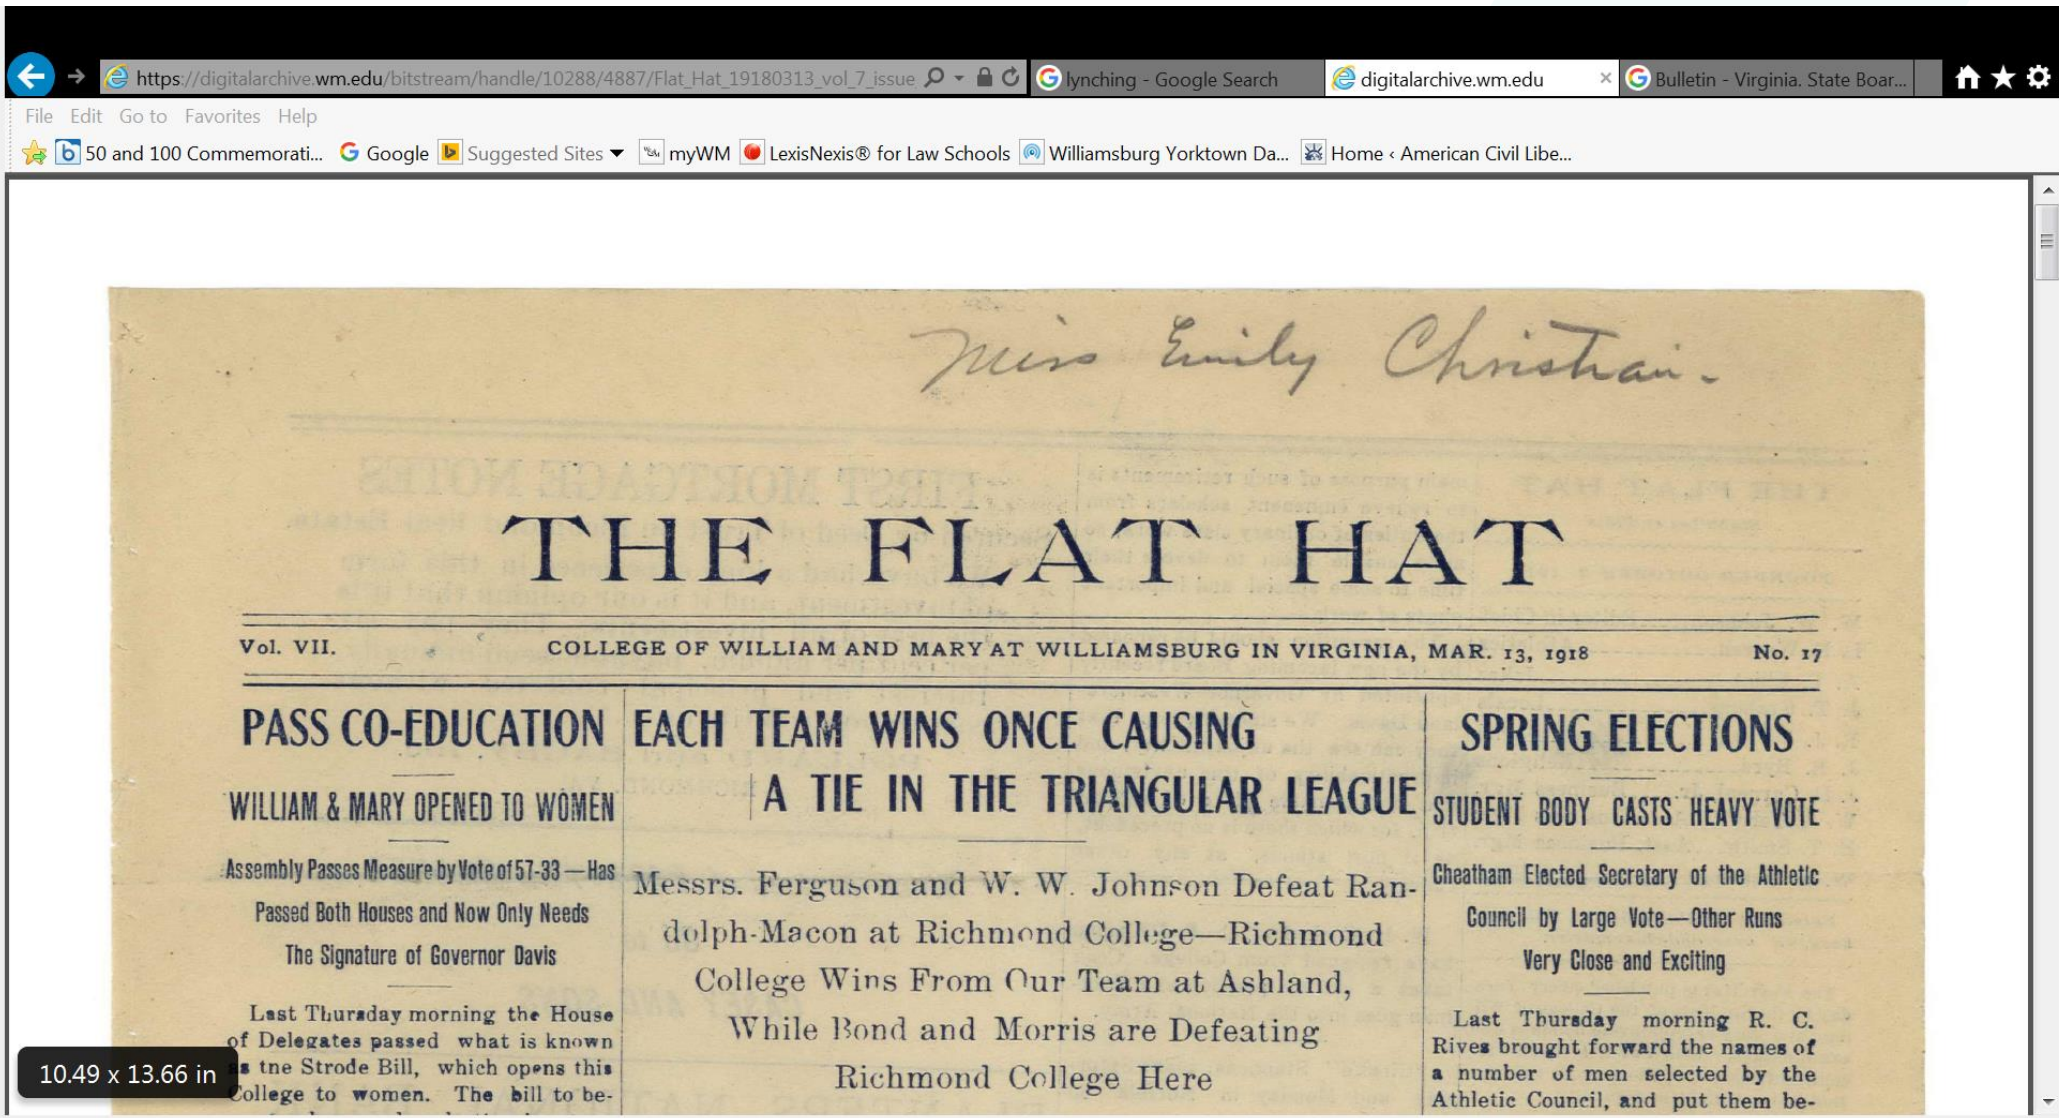 https://digitalarchive.wm.edu/bitstream/handle/10288/4887/Flat_Hat_19180313_vol_7_issue
lynching - Google Search
digitalarchive.wm.edu
Bulletin - Virginia. State Boar...
File Edit Go to Favorites Help
50 and 100 Commemorati... Google Suggested Sites myWM LexisNexis® for Law Schools Williamsburg Yorktown Da... Home ‹ American Civil Libe...
Miss Emily Christian.
THE FLAT HAT
Vol. VII. COLLEGE OF WILLIAM AND MARY AT WILLIAMSBURG IN VIRGINIA, MAR. 13, 1918 No. 17
PASS CO-EDUCATION
WILLIAM & MARY OPENED TO WOMEN
Assembly Passes Measure by Vote of 57-33—Has
Passed Both Houses and Now Only Needs
The Signature of Governor Davis
Last Thursday morning the House
of Delegates passed what is known
as tne Strode Bill, which opens this
College to women. The bill to be-
EACH TEAM WINS ONCE CAUSING
A TIE IN THE TRIANGULAR LEAGUE
Messrs. Ferguson and W. W. Johnson Defeat Ran-
dolph-Macon at Richmond College—Richmond
College Wins From Our Team at Ashland,
While Bond and Morris are Defeating
Richmond College Here
SPRING ELECTIONS
STUDENT BODY CASTS HEAVY VOTE
Cheatham Elected Secretary of the Athletic
Council by Large Vote—Other Runs
Very Close and Exciting
Last Thursday morning R. C.
Rives brought forward the names of
a number of men selected by the
Athletic Council, and put them be-
10.49 x 13.66 in